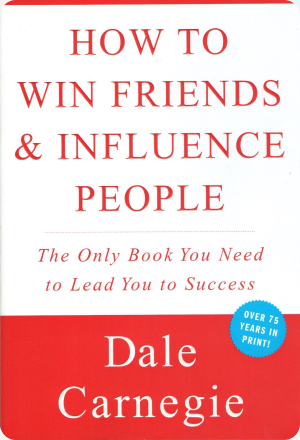 HOW TO
WIN FRIENDS
& INFLUENCE
PEOPLE
The Only Book You Need
to Lead You to Success
OVER 75
YEARS IN
PRINT!
Dale
Carnegie